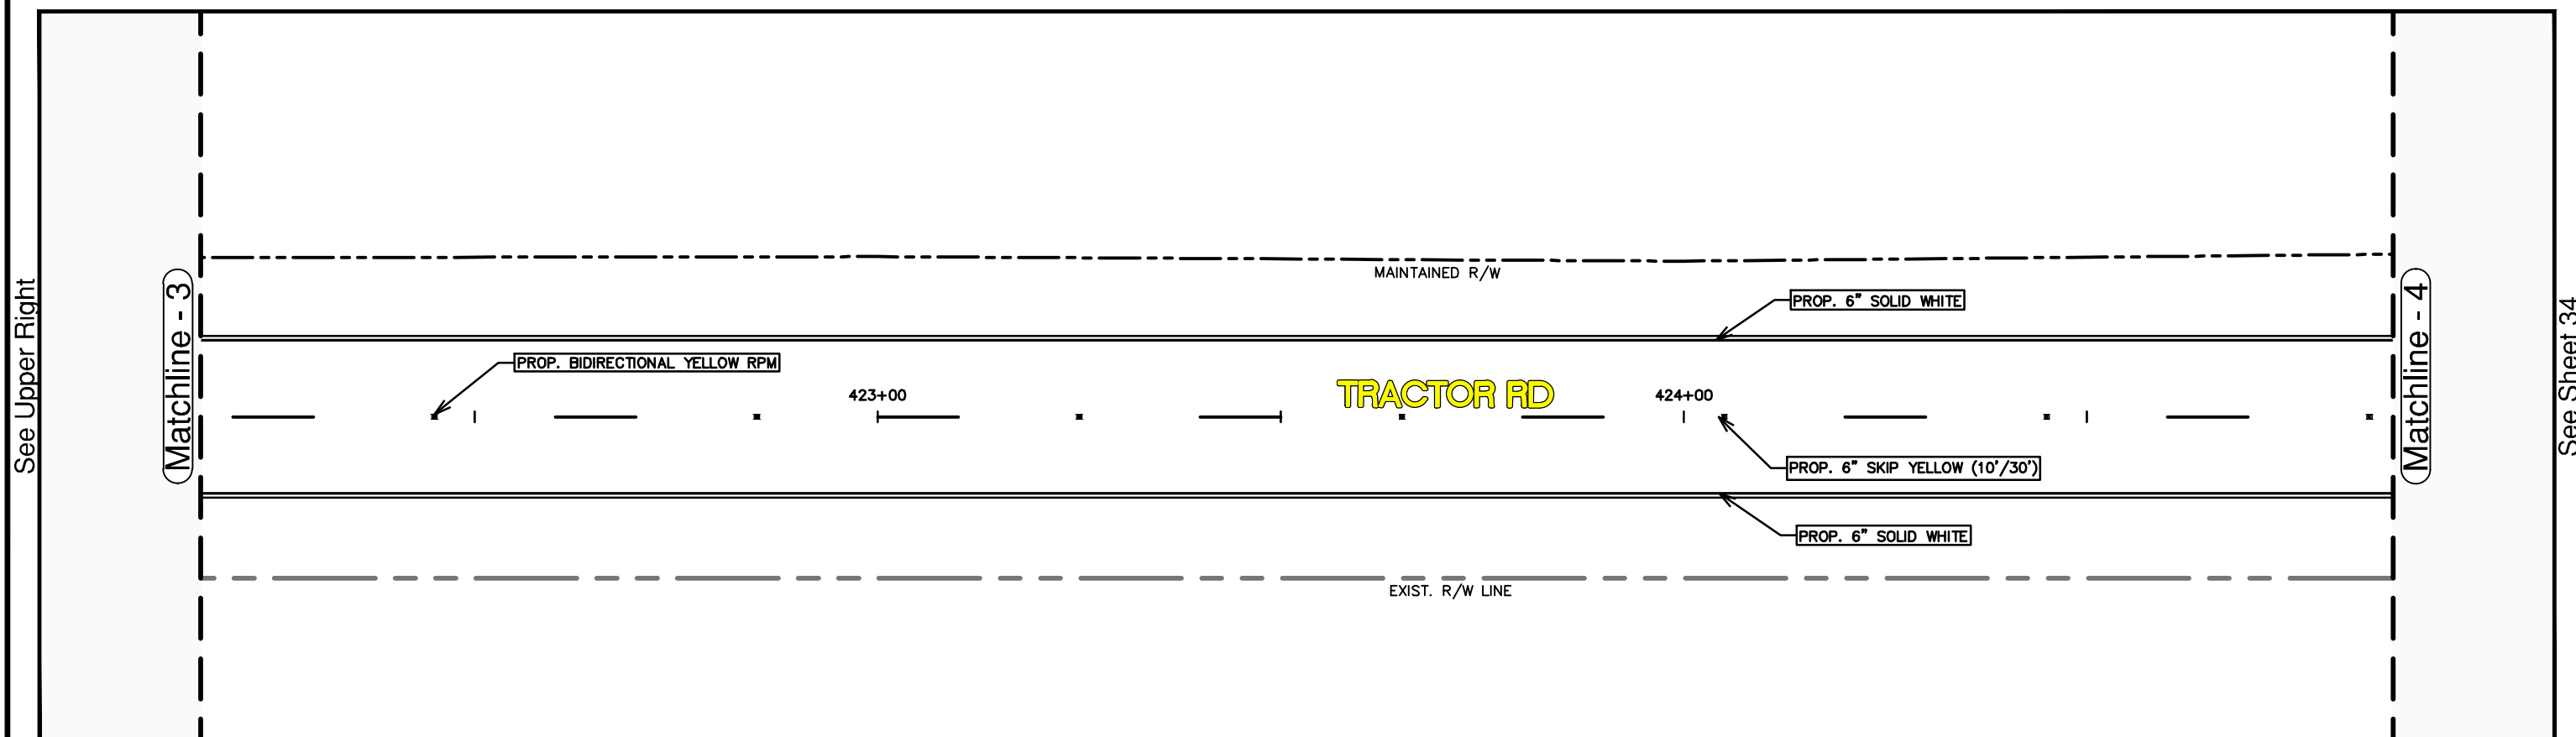 See Upper Right
Matchline - 3
MAINTAINED R/W
PROP. 6" SOLID WHITE
PROP. BIDIRECTIONAL YELLOW RPM
423+00
TRACTOR RD
424+00
PROP. 6" SKIP YELLOW (10'/30')
PROP. 6" SOLID WHITE
EXIST. R/W LINE
Matchline - 4
See Sheet 34